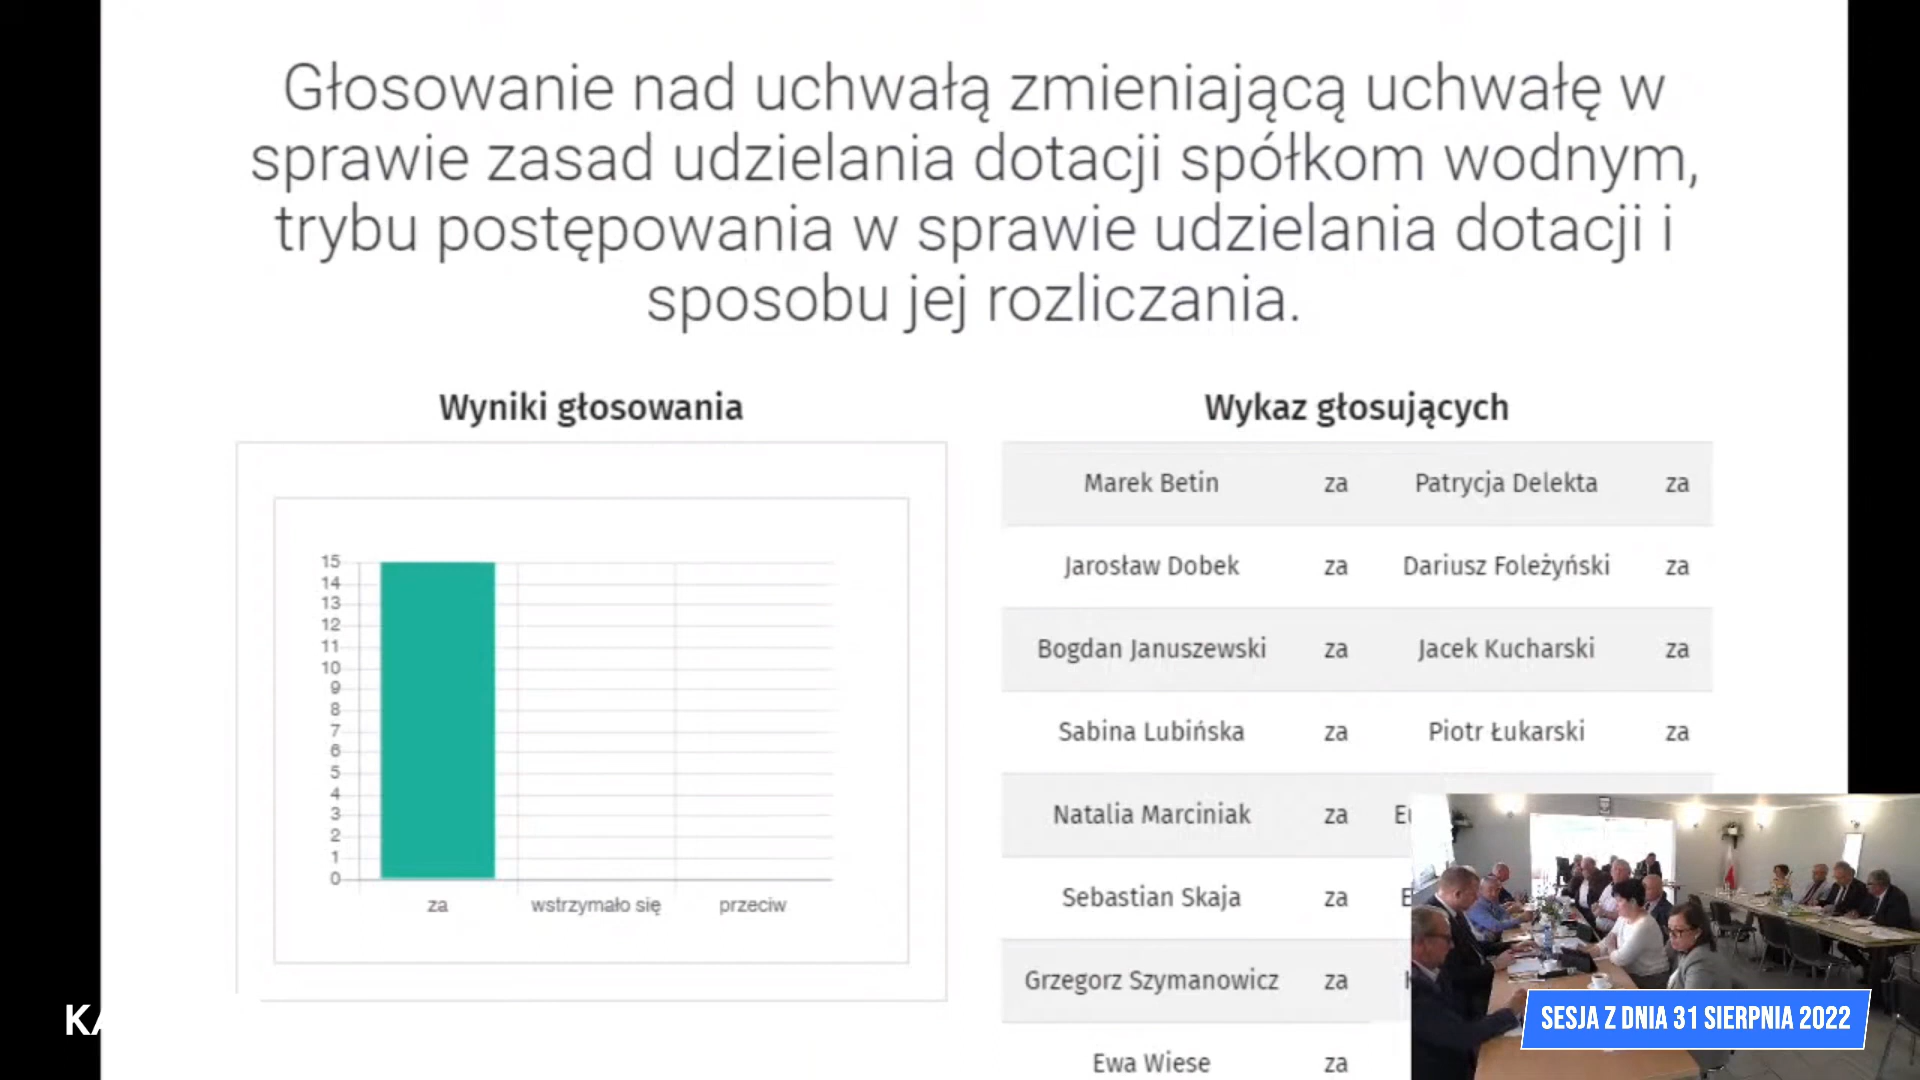 Głosowanie nad uchwałą zmieniającą uchwałę w
sprawie zasad udzielania dotacji spółkom wodnym,
trybu postępowania w sprawie udzielania dotacji i
sposobu jej rozliczania.
Wyniki głosowania
15
14
13
12
11
10
9
8
7
6
5
4
3
2
1
0
za wstrzymało się przeciw
Wykaz głosujących
Marek Betin za Patrycja Delekta za
Jarosław Dobek za Dariusz Foleżyński za
Bogdan Januszewski za Jacek Kucharski za
Sabina Lubińska za Piotr Łukarski za
Natalia Marciniak za
Sebastian Skaja za
Grzegorz Szymanowicz za
Ewa Wiese za
SESJA Z DNIA 31 SIERPNIA 2022